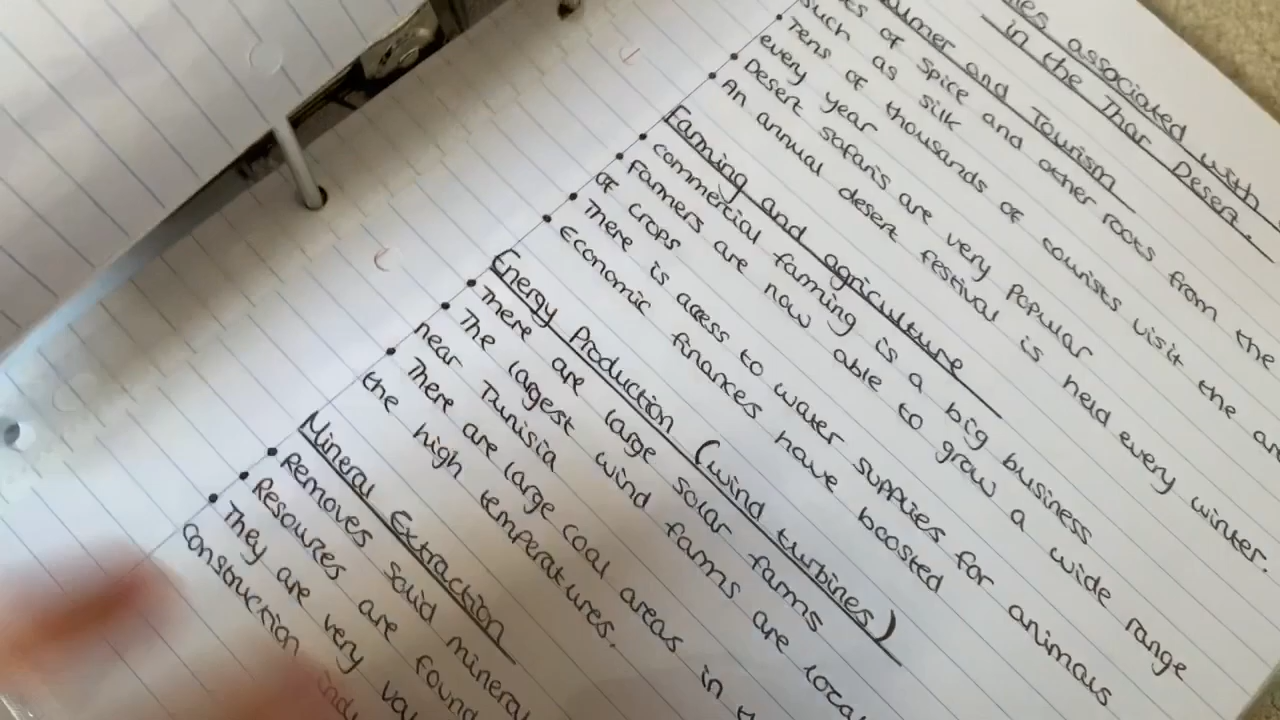 associated with
in the Thar Desert.
and Tourism
of spice and other roots from the
such as silk
Tens of thousands of tourists visit the
every year
Desert safaris are very Popular
An annual desert festival is held every winter.
Farming and agriculture
commercial farming is a big business
Farmers are now able to grow a wide range
of crops
There is access to water supplies for animals
Economic finances have boosted
Energy Production (wind turbines)
There are large solar farms
The largest wind farms are
near Tunisia
There are large coal areas in
the high temperatures.
Mineral Extraction
Removes solid
Resources are found
They are very
Construction